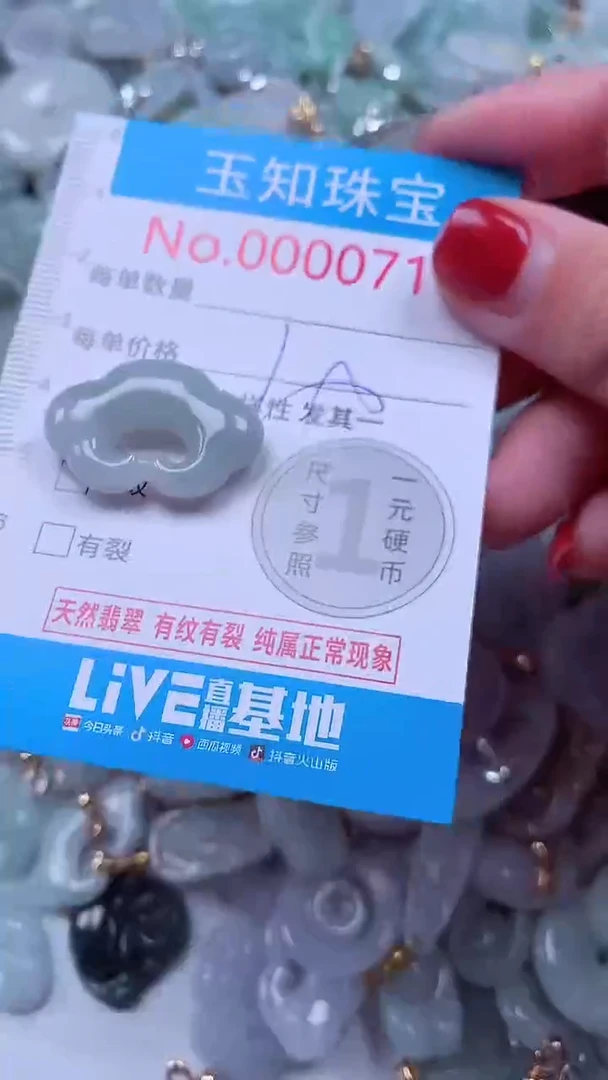 玉知珠宝
No.000071
每单数量
每单价格
性 发其一
一元硬币
尺寸参照
1
有裂
天然翡翠 有纹有裂 纯属正常现象
LiVE直播基地
今日头条 抖音 西瓜视频 抖音火山版